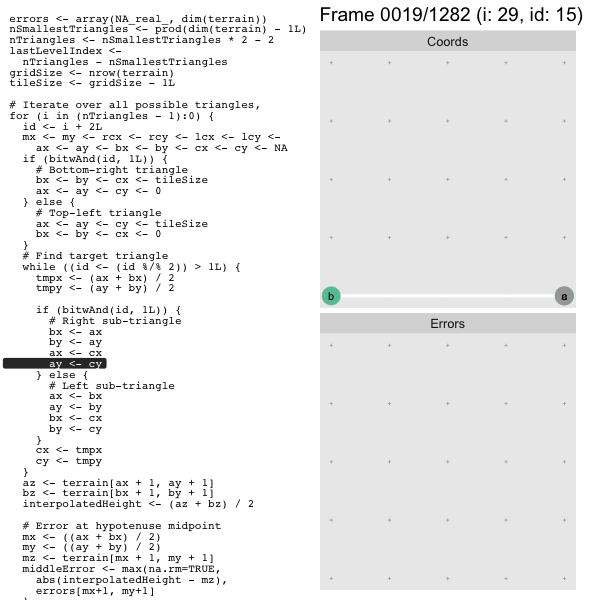 errors <- array(NA_real_, dim(terrain))
nSmallestTriangles <- prod(dim(terrain) - 1L)
nTriangles <- nSmallestTriangles * 2 - 2
lastLevelIndex <-
  nTriangles - nSmallestTriangles
gridSize <- nrow(terrain)
tileSize <- gridSize - 1L

# Iterate over all possible triangles,
for (i in (nTriangles - 1):0) {
  id <- i + 2L
  mx <- my <- rcx <- rcy <- lcx <- lcy <-
    ax <- ay <- bx <- by <- cx <- cy <- NA
  if (bitwAnd(id, 1L)) {
    # Bottom-right triangle
    bx <- by <- cx <- tileSize
    ax <- ay <- cy <- 0
  } else {
    # Top-left triangle
    ax <- ay <- cy <- tileSize
    bx <- by <- cx <- 0
  }
  # Find target triangle
  while ((id <- (id %/% 2)) > 1L) {
    tmpx <- (ax + bx) / 2
    tmpy <- (ay + by) / 2

    if (bitwAnd(id, 1L)) {
      # Right sub-triangle
      bx <- ax
      by <- ay
      ax <- cx
      ay <- cy
    } else {
      # Left sub-triangle
      ax <- bx
      ay <- by
      bx <- cx
      by <- cy
    }
    cx <- tmpx
    cy <- tmpy
  }
  az <- terrain[ax + 1, ay + 1]
  bz <- terrain[bx + 1, by + 1]
  interpolatedHeight <- (az + bz) / 2

  # Error at hypotenuse midpoint
  mx <- ((ax + bx) / 2)
  my <- ((ay + by) / 2)
  mz <- terrain[mx + 1, my + 1]
  middleError <- max(na.rm=TRUE,
    abs(interpolatedHeight - mz),
    errors[mx+1, my+1]
Frame 0019/1282 (i: 29, id: 15)
Coords
b
a
Errors